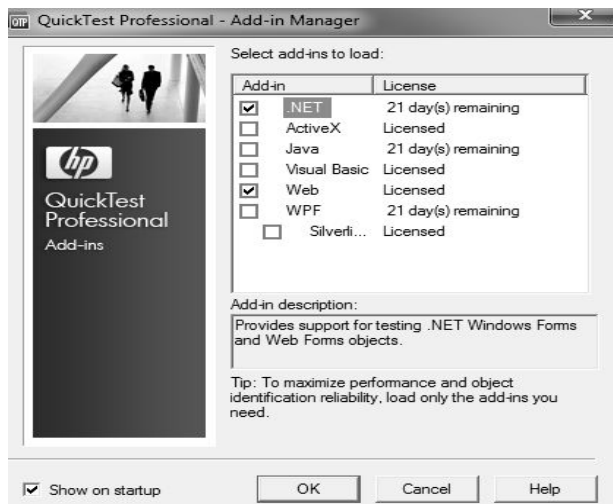 QTP QuickTest Professional - Add-in Manager
hp
QuickTest
Professional
Add-ins
Select add-ins to load:
Add-in License
.NET 21 day(s) remaining
ActiveX Licensed
Java 21 day(s) remaining
Visual Basic Licensed
Web Licensed
WPF 21 day(s) remaining
Silverli... Licensed
Add-in description:
Provides support for testing .NET Windows Forms
and Web Forms objects.
Tip: To maximize performance and object
identification reliability, load only the add-ins you
need.
Show on startup OK Cancel Help